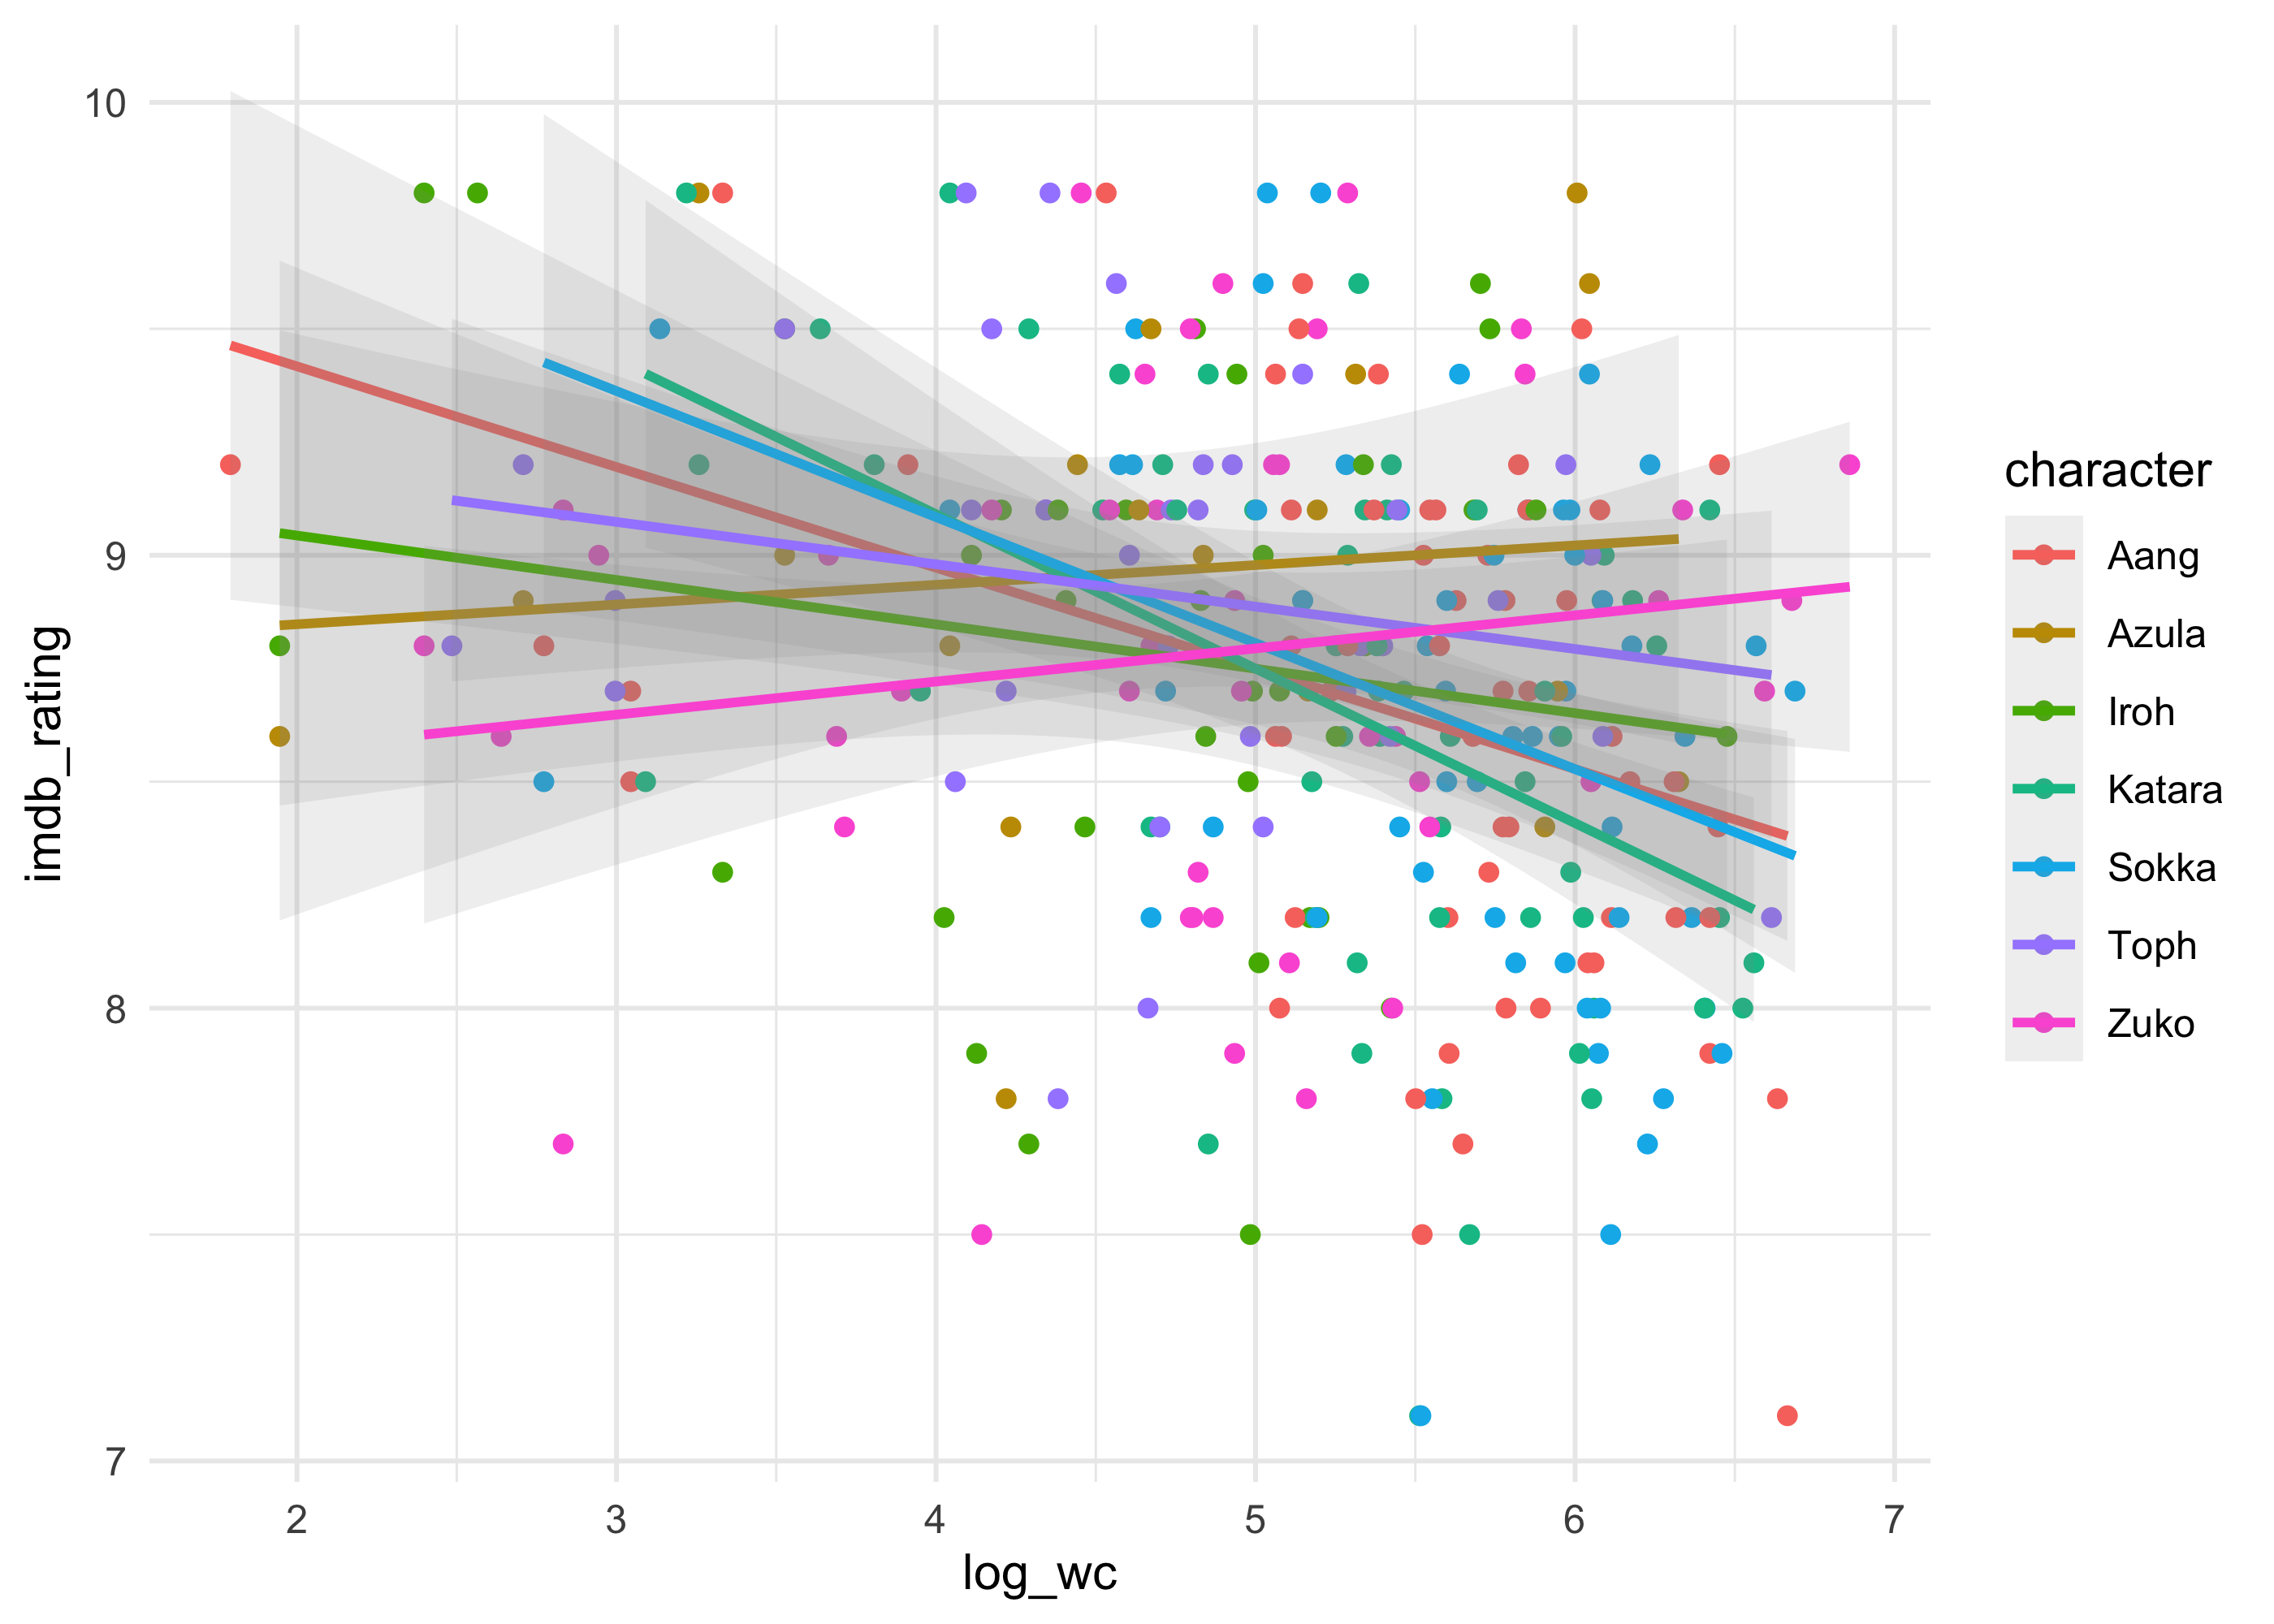 10
9
8
7
imdb_rating
2 3 4 5 6 7
log_wc
character
Aang
Azula
Iroh
Katara
Sokka
Toph
Zuko